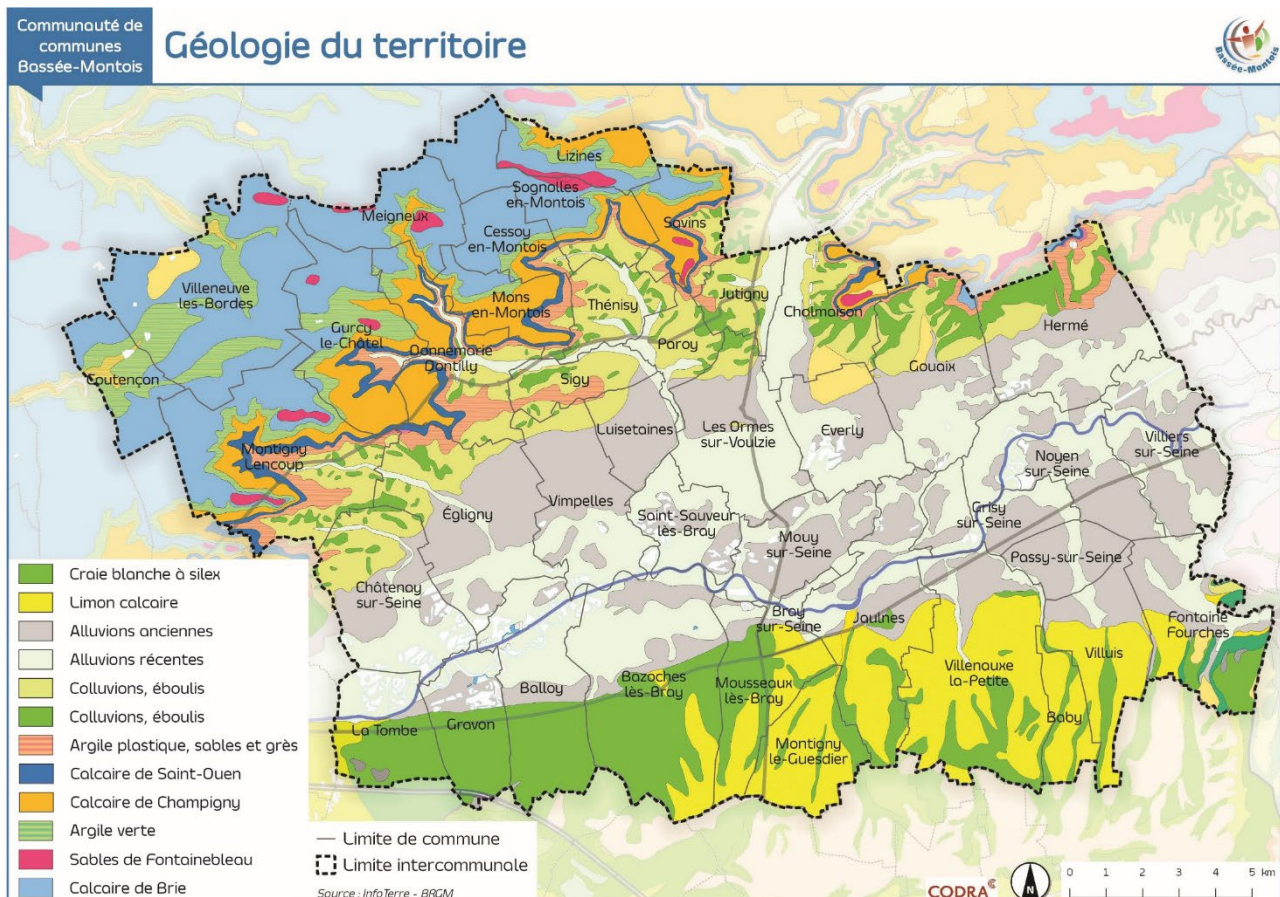 Communauté de
communes
Bassée-Montois
Géologie du territoire
Bassée-Montois
Lizines
Sognolles
en-Montois
Meigneux
Cessoy
en-Montois
Savins
Villeneuve
les-Bordes
Mons
en-Montois
Thénisy
Jutigny
Chalmaison
Gurcy
le-Châtel
Hermé
Donnemarie
Dontilly
Paroy
Gouaix
Coutençon
Sigy
Luisetaines
Les Ormes
sur-Voulzie
Everly
Villiers
sur-Seine
Montigny
Lencoup
Noyen
sur-Seine
Vimpelles
Égligny
Saint-Sauveur
lès-Bray
Grisy
sur-Seine
Mouy
sur-Seine
Passy-sur-Seine
Châtenay
sur-Seine
Bray
sur-Seine
Jaulnes
Fontaine
Fourches
Villuis
Villenauxe
la-Petite
Bazoches
lès-Bray
Mousseaux
lès-Bray
Balloy
Gravon
La Tombe
Baby
Montigny
le-Guesdier
Craie blanche à silex
Limon calcaire
Alluvions anciennes
Alluvions récentes
Colluvions, éboulis
Colluvions, éboulis
Argile plastique, sables et grès
Calcaire de Saint-Ouen
Calcaire de Champigny
Argile verte
Sables de Fontainebleau
Calcaire de Brie
Limite de commune
Limite intercommunale
Source : InfoTerre - BRGM
CODRA
N
0 1 2 3 4 5 km